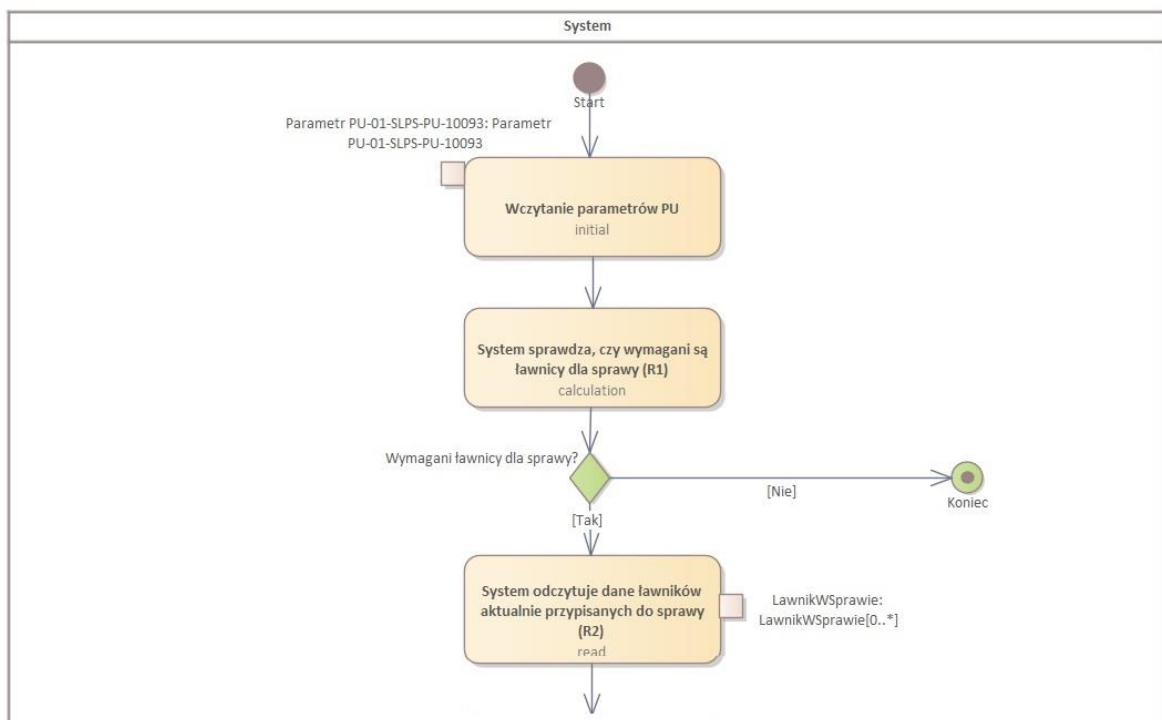 System
Start
Parametr PU-01-SLPS-PU-10093: Parametr
PU-01-SLPS-PU-10093
Wczytanie parametrów PU
initial
System sprawdza, czy wymagani są
ławnicy dla sprawy (R1)
calculation
Wymagani ławnicy dla sprawy?
[Nie]
Koniec
[Tak]
System odczytuje dane ławników
aktualnie przypisanych do sprawy
(R2)
read
LawnikWSprawie:
LawnikWSprawie[0..*]